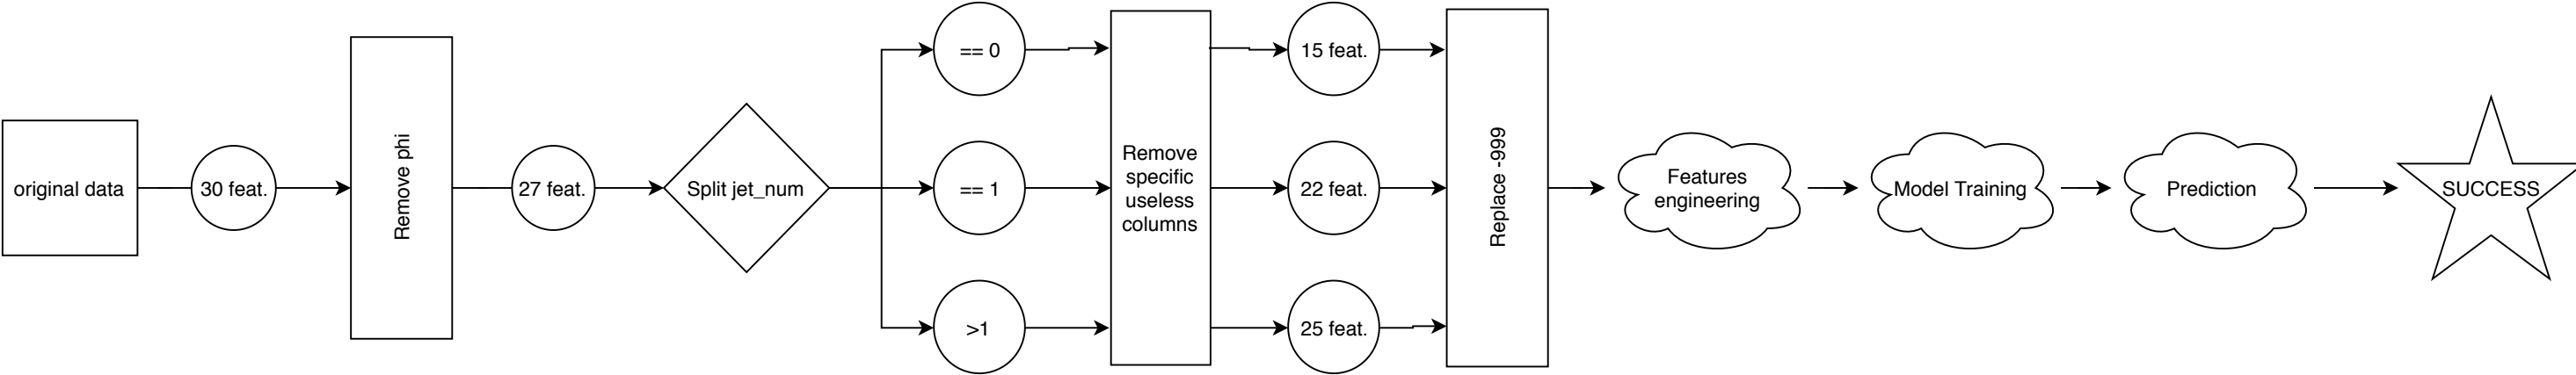 original data
30 feat.
Remove phi
27 feat.
Split jet_num
== 0
== 1
>1
Remove
specific
useless
columns
15 feat.
22 feat.
25 feat.
Replace -999
Features
engineering
Model Training
Prediction
SUCCESS